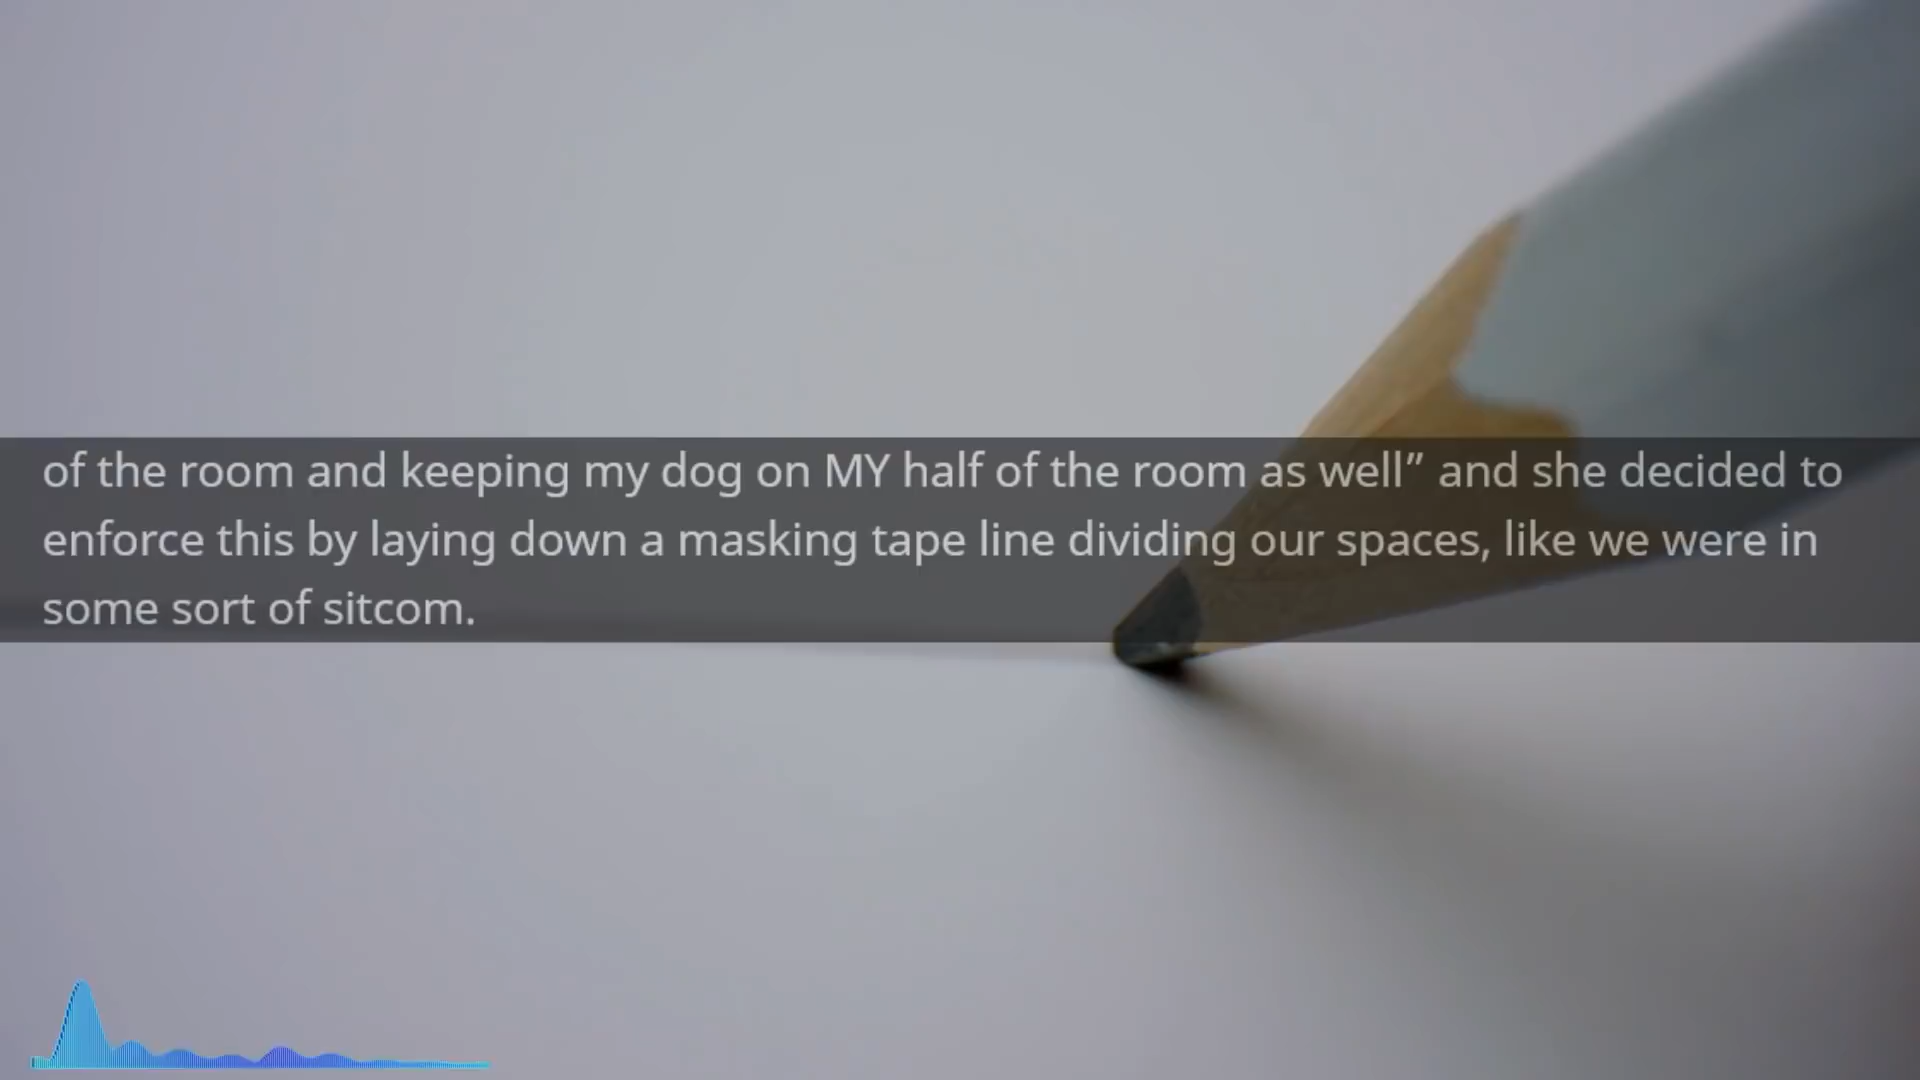 of the room and keeping my dog on MY half of the room as well” and she decided to
enforce this by laying down a masking tape line dividing our spaces, like we were in
some sort of sitcom.